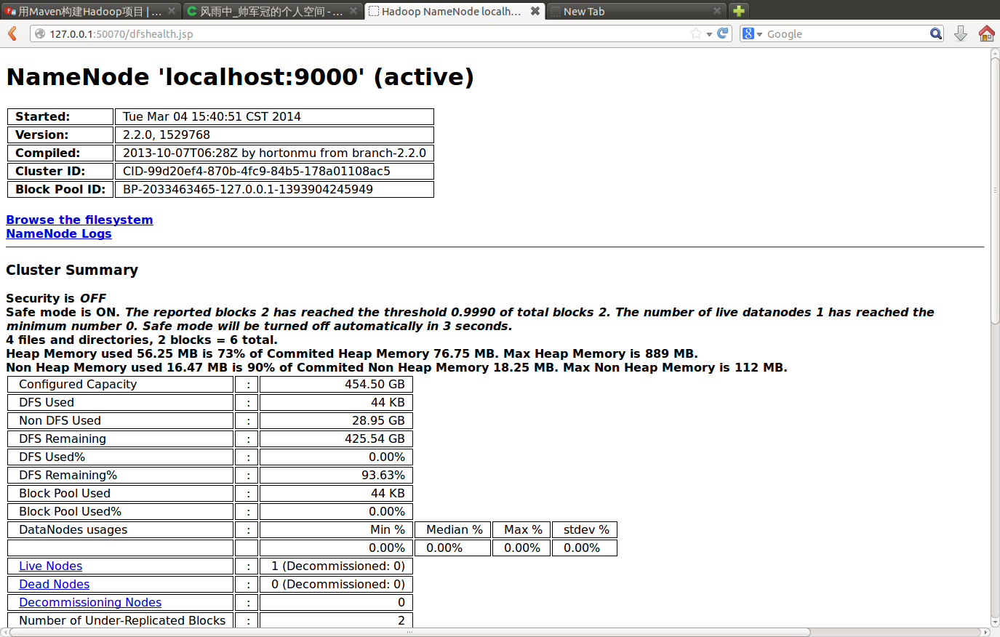 用Maven构建Hadoop项目 | ...
风雨中_帅军冠的个人空间 - ...
Hadoop NameNode localh...
New Tab
127.0.0.1:50070/dfshealth.jsp
Google
NameNode 'localhost:9000' (active)
Started: Tue Mar 04 15:40:51 CST 2014
Version: 2.2.0, 1529768
Compiled: 2013-10-07T06:28Z by hortonmu from branch-2.2.0
Cluster ID: CID-99d20ef4-870b-4fc9-84b5-178a01108ac5
Block Pool ID: BP-2033463465-127.0.0.1-1393904245949
Browse the filesystem
NameNode Logs
Cluster Summary
Security is OFF
Safe mode is ON. The reported blocks 2 has reached the threshold 0.9990 of total blocks 2. The number of live datanodes 1 has reached the
minimum number 0. Safe mode will be turned off automatically in 3 seconds.
4 files and directories, 2 blocks = 6 total.
Heap Memory used 56.25 MB is 73% of Commited Heap Memory 76.75 MB. Max Heap Memory is 889 MB.
Non Heap Memory used 16.47 MB is 90% of Commited Non Heap Memory 18.25 MB. Max Non Heap Memory is 112 MB.
Configured Capacity : 454.50 GB
DFS Used : 44 KB
Non DFS Used : 28.95 GB
DFS Remaining : 425.54 GB
DFS Used% : 0.00%
DFS Remaining% : 93.63%
Block Pool Used : 44 KB
Block Pool Used% : 0.00%
DataNodes usages : Min % Median % Max % stdev %
0.00% 0.00% 0.00% 0.00%
Live Nodes : 1 (Decommissioned: 0)
Dead Nodes : 0 (Decommissioned: 0)
Decommissioning Nodes : 0
Number of Under-Replicated Blocks : 2